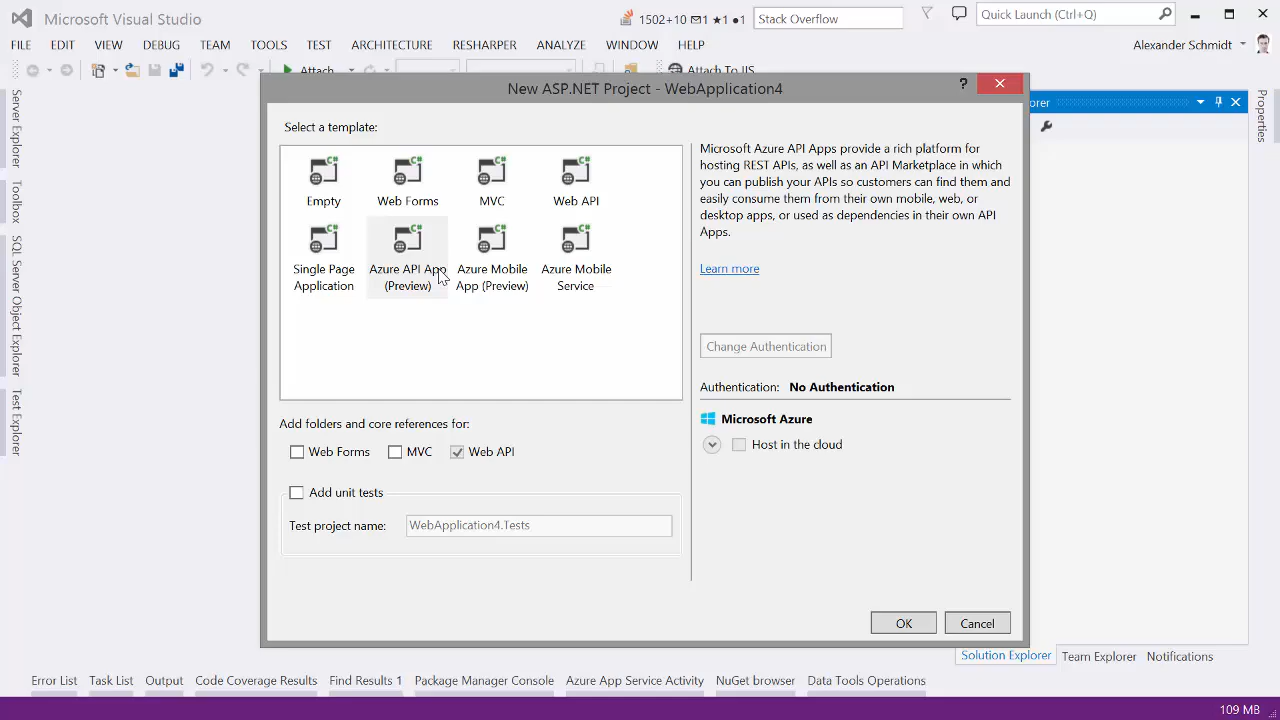 Microsoft Visual Studio
1502+10 1 1 1
Stack Overflow
Quick Launch (Ctrl+Q)
FILE EDIT VIEW DEBUG TEAM TOOLS TEST ARCHITECTURE RESHARPER ANALYZE WINDOW HELP
Alexander Schmidt
Attach...
Attach To IIS
New ASP.NET Project - WebApplication4
?
orer
Server Explorer
Toolbox
SQL Server Object Explorer
Test Explorer
Properties
Select a template:
C# C# C# C#
Empty Web Forms MVC Web API
C# C# C# C#
Single Page Azure API App Azure Mobile Azure Mobile
Application (Preview) App (Preview) Service
Microsoft Azure API Apps provide a rich platform for
hosting REST APIs, as well as an API Marketplace in which
you can publish your APIs so customers can find them and
easily consume them from their own mobile, web, or
desktop apps, or used as dependencies in their own API
Apps.
Learn more
Change Authentication
Authentication: No Authentication
Microsoft Azure
Host in the cloud
Add folders and core references for:
Web Forms MVC Web API
Add unit tests
Test project name: WebApplication4.Tests
OK Cancel
Solution Explorer Team Explorer Notifications
Error List Task List Output Code Coverage Results Find Results 1 Package Manager Console Azure App Service Activity NuGet browser Data Tools Operations
109 MB